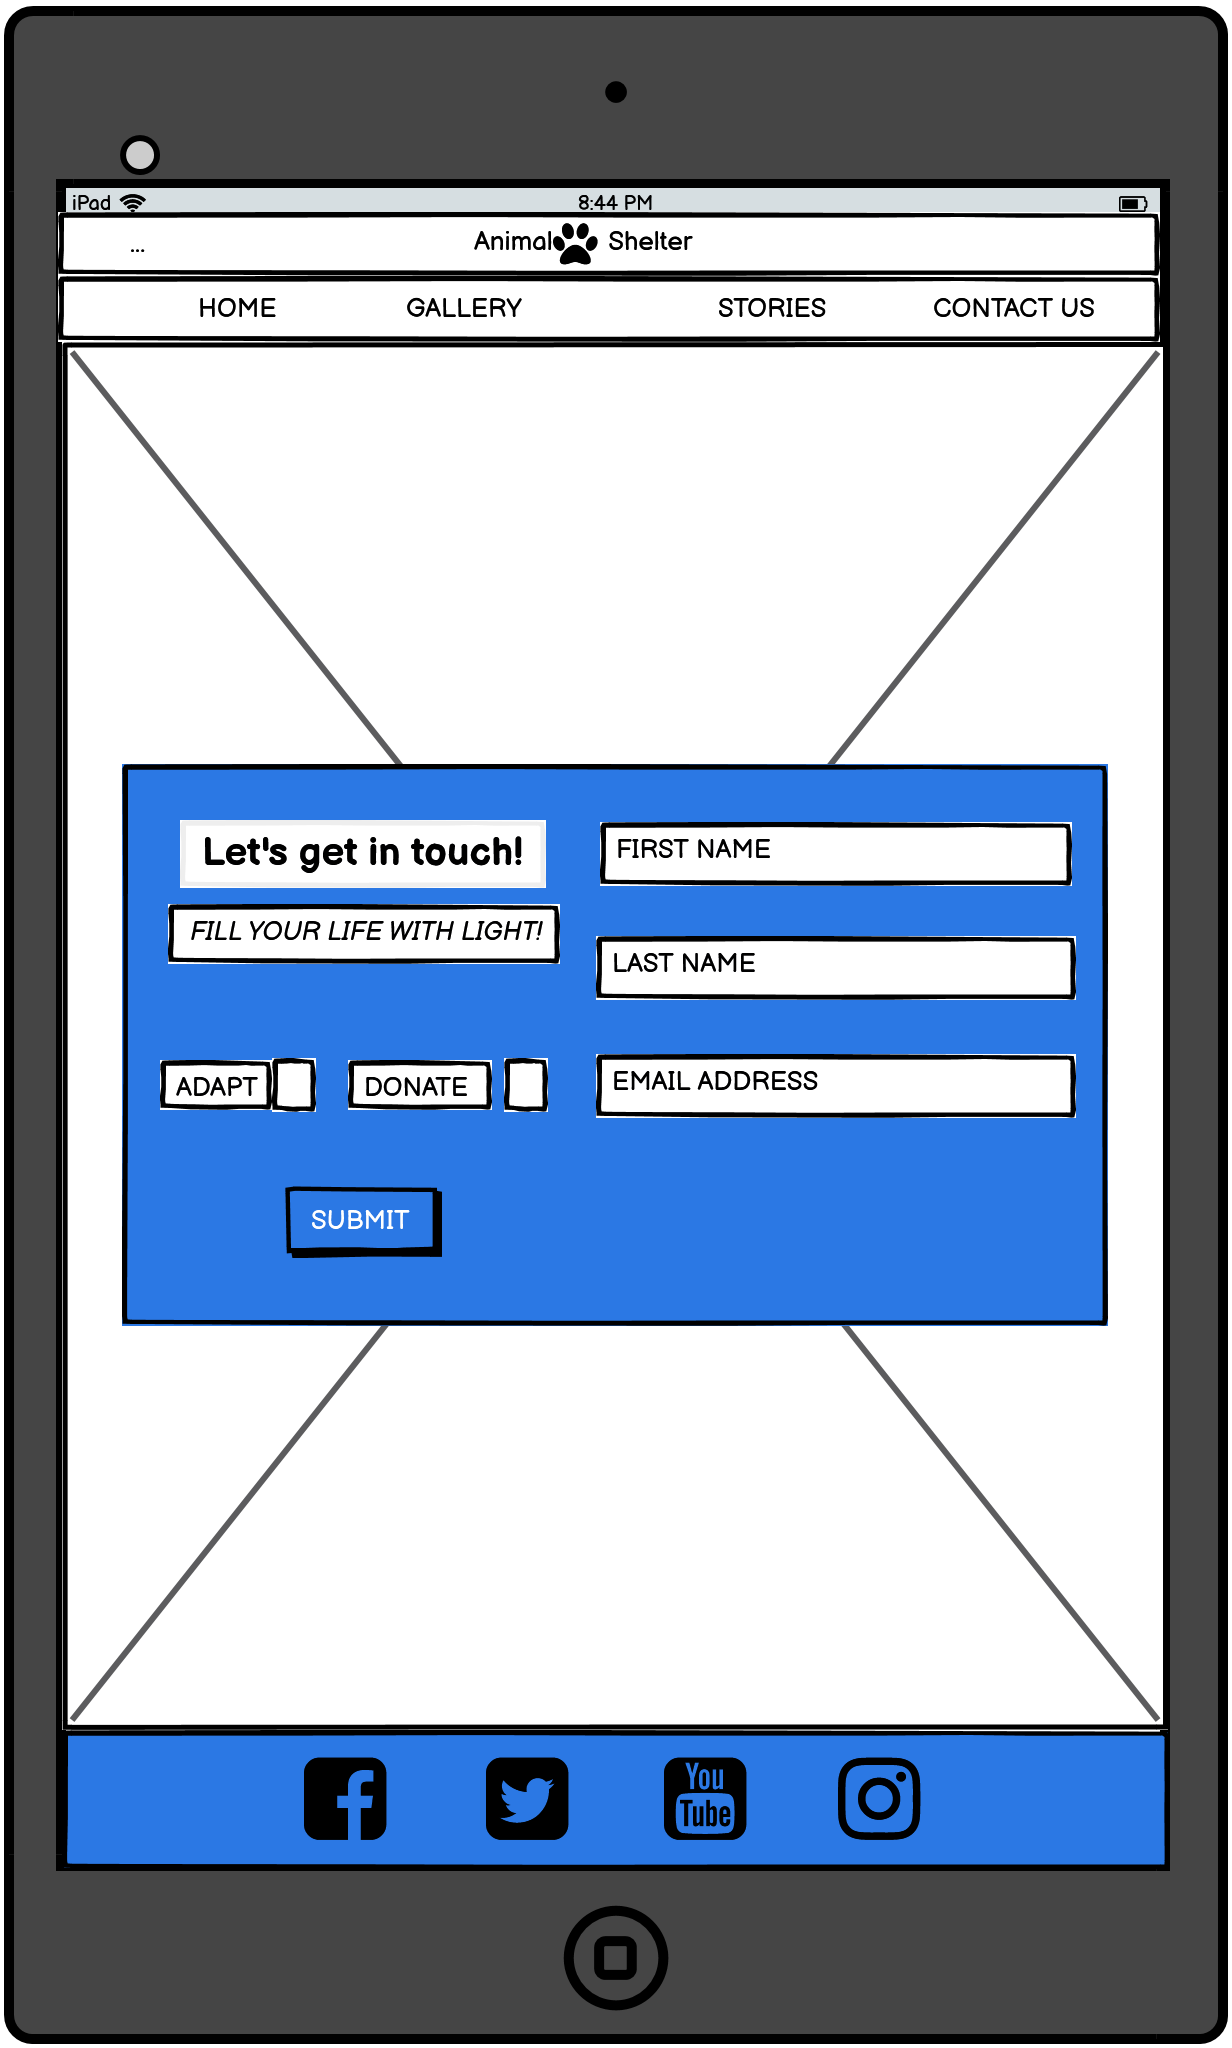 iPad 8:44 PM
... Animal Shelter
HOME GALLERY STORIES CONTACT US
Let's get in touch!
FILL YOUR LIFE WITH LIGHT!
ADAPT DONATE
SUBMIT
FIRST NAME
LAST NAME
EMAIL ADDRESS
You
Tube